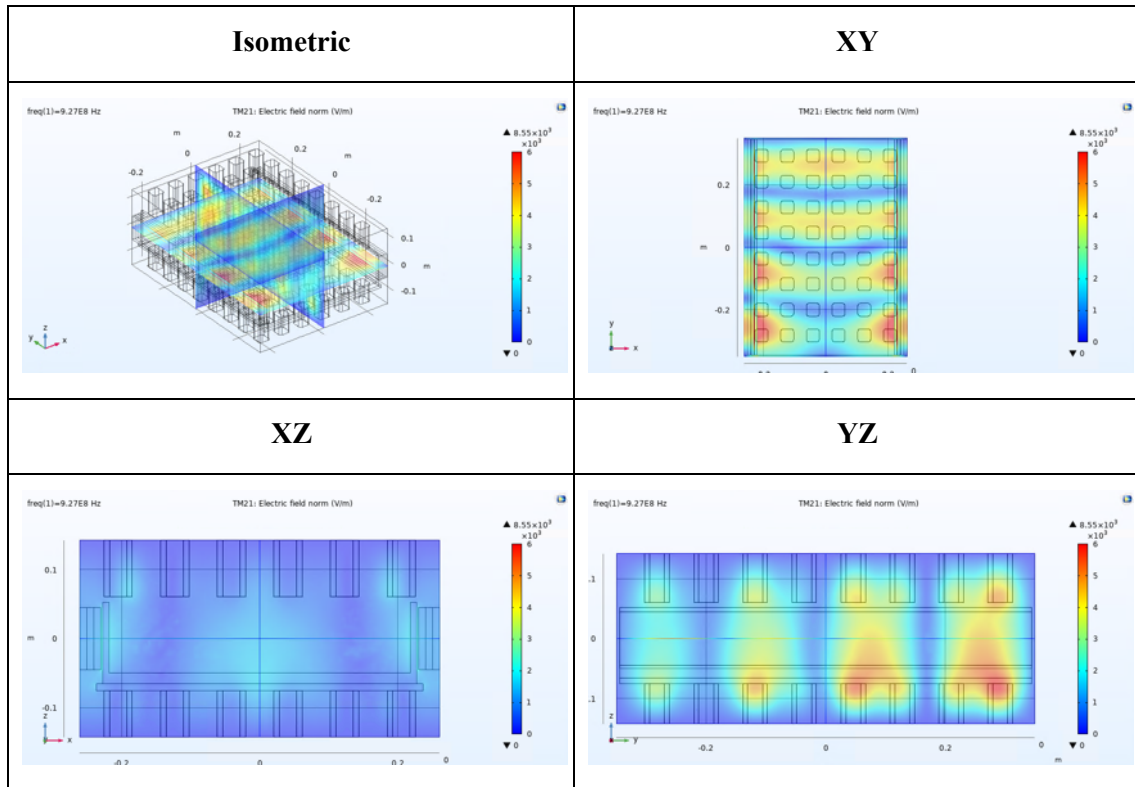 Isometric
XY
freq(1)=9.27E8 Hz
TM21: Electric field norm (V/m)
m
0.2
0
m
-0.2
0.2
0
-0.2
0.1
0
m
-0.1
z
y
x
▲ 8.55×10³
×10³
6
5
4
3
2
1
0
▼ 0
freq(1)=9.27E8 Hz
TM21: Electric field norm (V/m)
0.2
m
0
-0.2
0
0
y
z
x
▲ 8.55×10³
×10³
6
5
4
3
2
1
0
▼ 0
XZ
YZ
freq(1)=9.27E8 Hz
TM21: Electric field norm (V/m)
0.1
m
0
-0.1
z
y
x
-0.2
0
0.2
0
▲ 8.55×10³
×10³
6
5
4
3
2
1
0
▼ 0
freq(1)=9.27E8 Hz
TM21: Electric field norm (V/m)
.1
0
.1
z
x
y
-0.2
0
0.2
0
m
▲ 8.55×10³
×10³
6
5
4
3
2
1
0
▼ 0